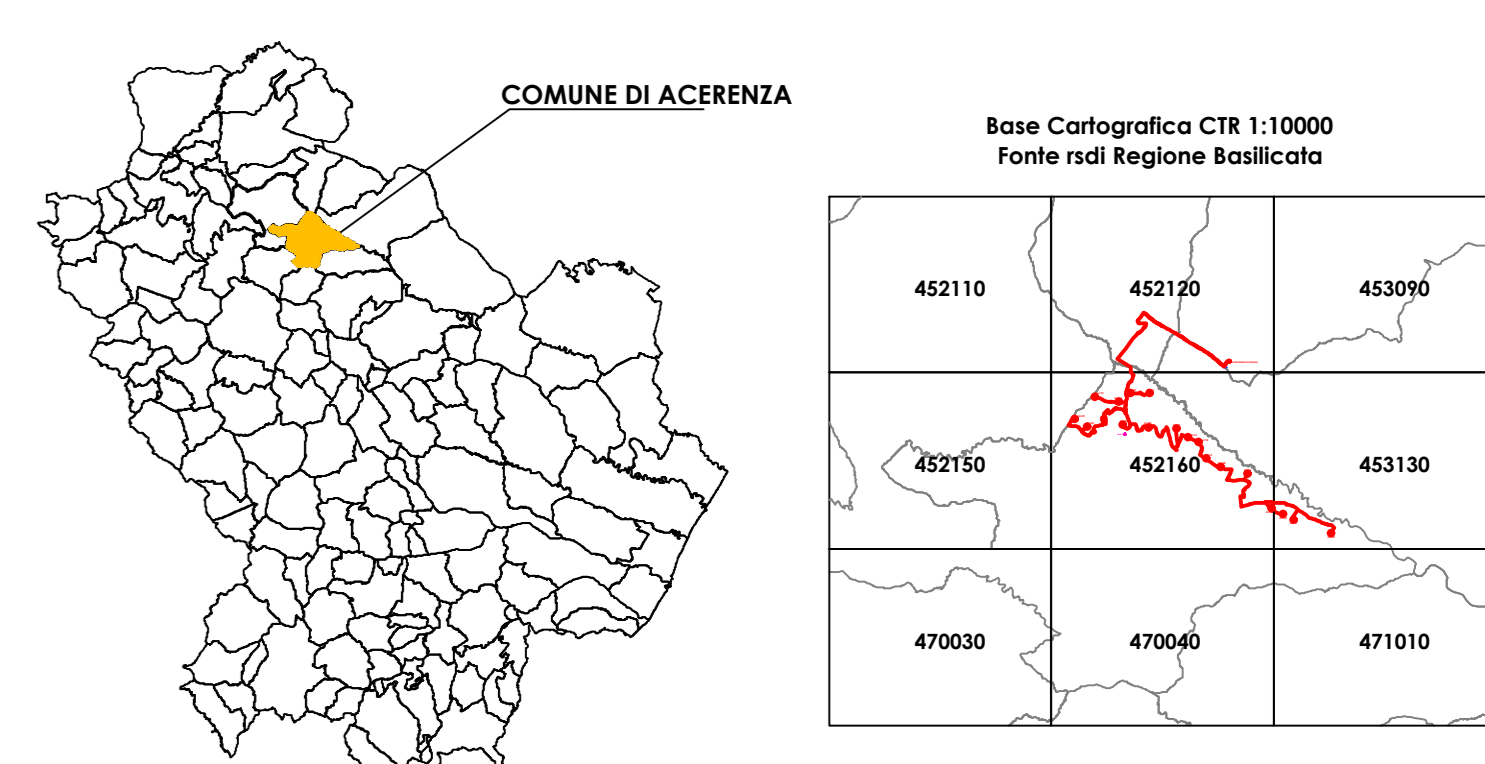 COMUNE DI ACERENZA
Base Cartografica CTR 1:10000
Fonte rsdi Regione Basilicata
452110 452120 453090
452150 452160 453130
470030 470040 471010